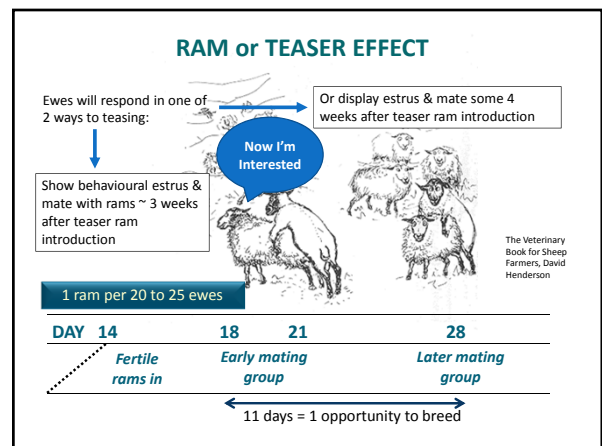 RAM or TEASER EFFECT
Ewes will respond in one of
2 ways to teasing:
Or display estrus & mate some 4
weeks after teaser ram introduction
Now I’m
Interested
Show behavioural estrus &
mate with rams ~ 3 weeks
after teaser ram
introduction
The Veterinary
Book for Sheep
Farmers, David
Henderson
1 ram per 20 to 25 ewes
DAY 14 18 21 28
Fertile
rams in
Early mating
group
Later mating
group
11 days = 1 opportunity to breed